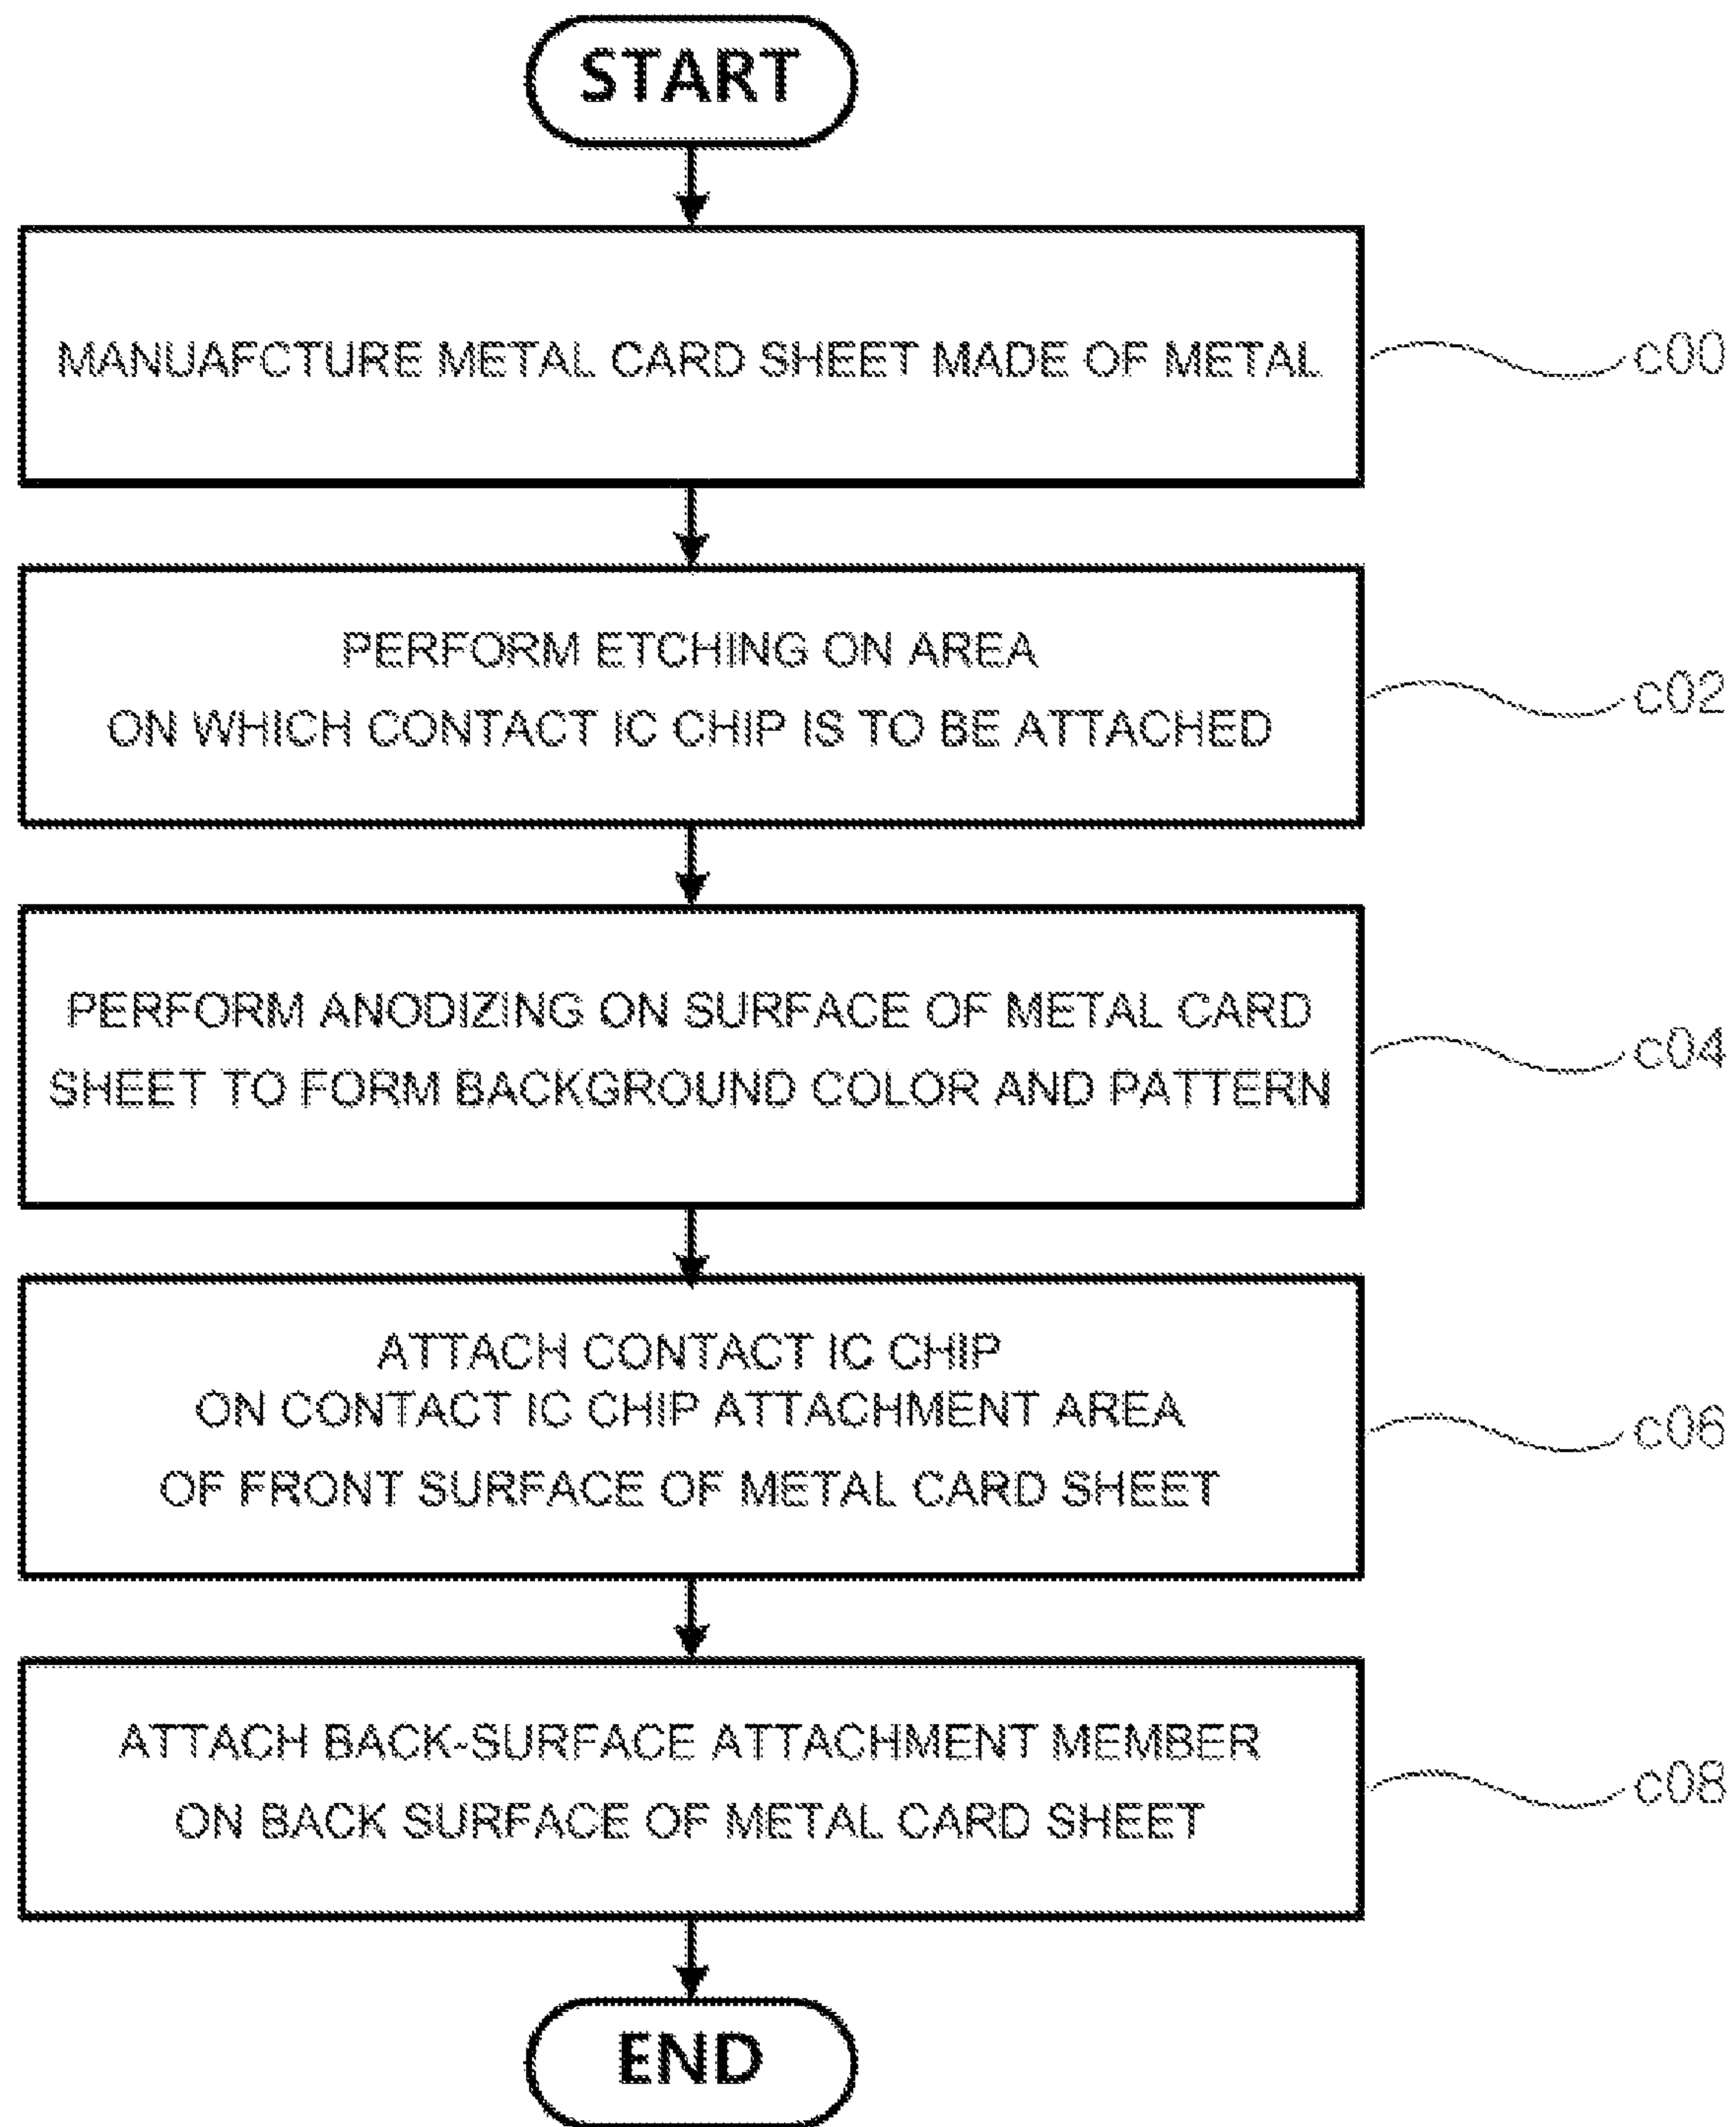 START
MANUAFCTURE METAL CARD SHEET MADE OF METAL
c00
PERFORM ETCHING ON AREA
ON WHICH CONTACT IC CHIP IS TO BE ATTACHED
c02
PERFORM ANODIZING ON SURFACE OF METAL CARD
SHEET TO FORM BACKGROUND COLOR AND PATTERN
c04
ATTACH CONTACT IC CHIP
ON CONTACT IC CHIP ATTACHMENT AREA
OF FRONT SURFACE OF METAL CARD SHEET
c06
ATTACH BACK-SURFACE ATTACHMENT MEMBER
ON BACK SURFACE OF METAL CARD SHEET
c08
END